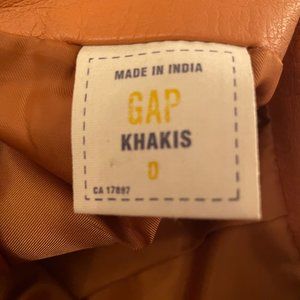 MADE IN INDIA
GAP
KHAKIS
0
CA 17897